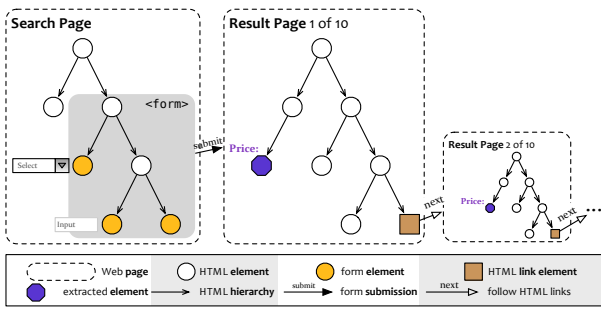 Search Page
<form>
Select
Input
submit
Result Page 1 of 10
Price:
next
Result Page 2 of 10
Price:
next
...
Web page
HTML element
form element
HTML link element
extracted element
HTML hierarchy
submit
form submission
next
follow HTML links